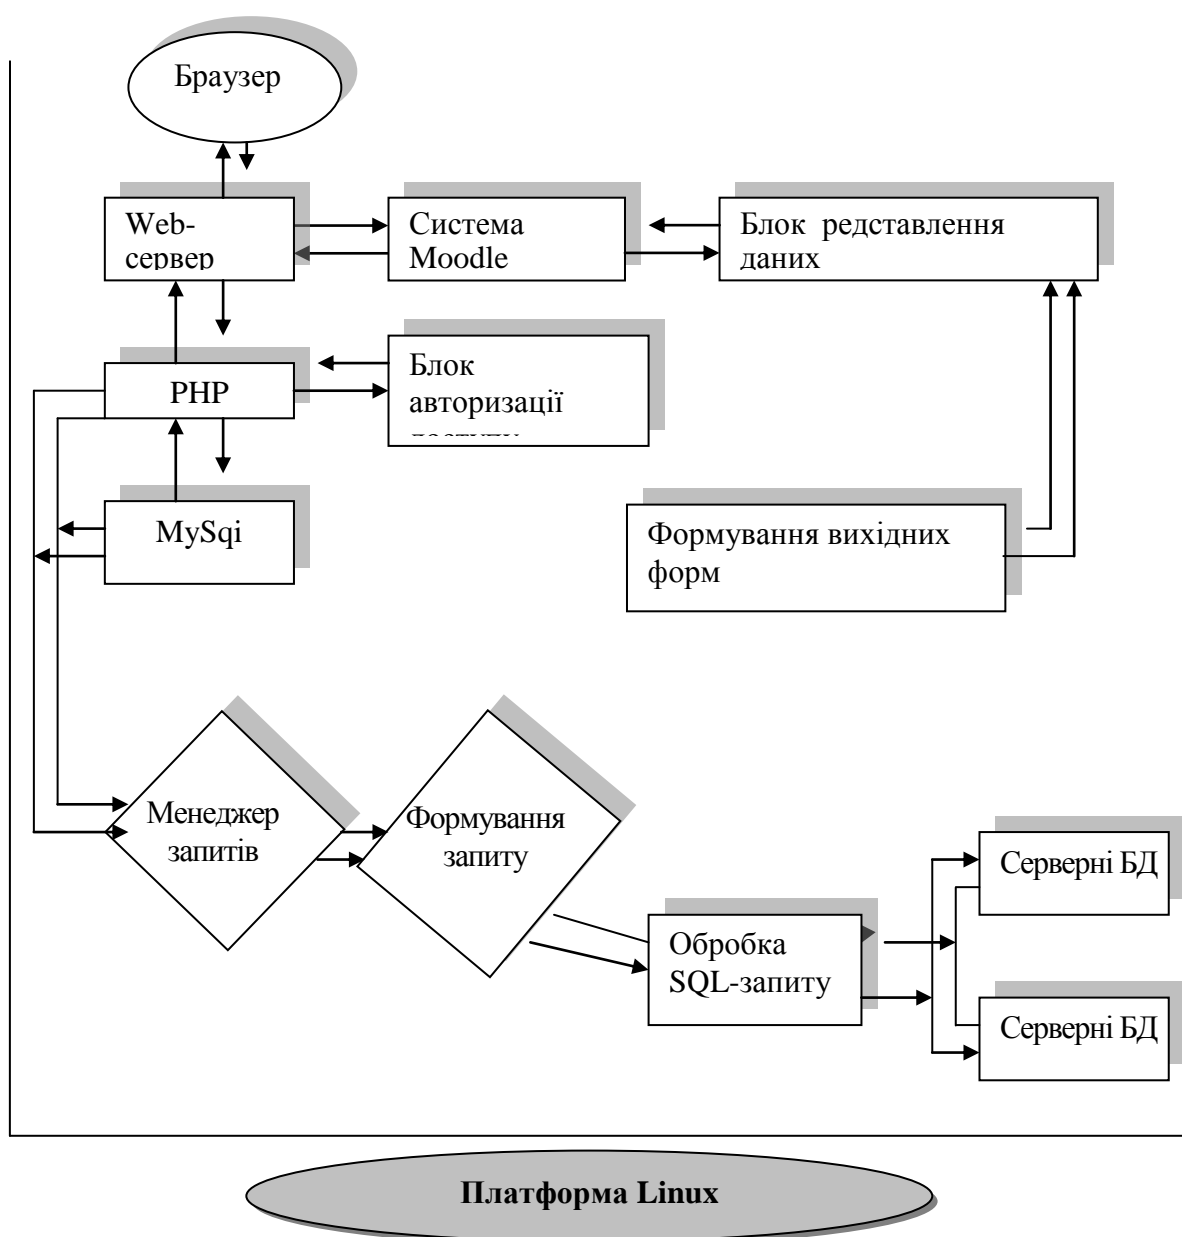 Браузер
Web-
сервер
Система
Moodle
Блок редставлення
даних
PHP
Блок
авторизації
MySqi
Формування вихідних
форм
Менеджер
запитів
Формування
запиту
Обробка
SQL-запиту
Серверні БД
Серверні БД
Платформа Linux